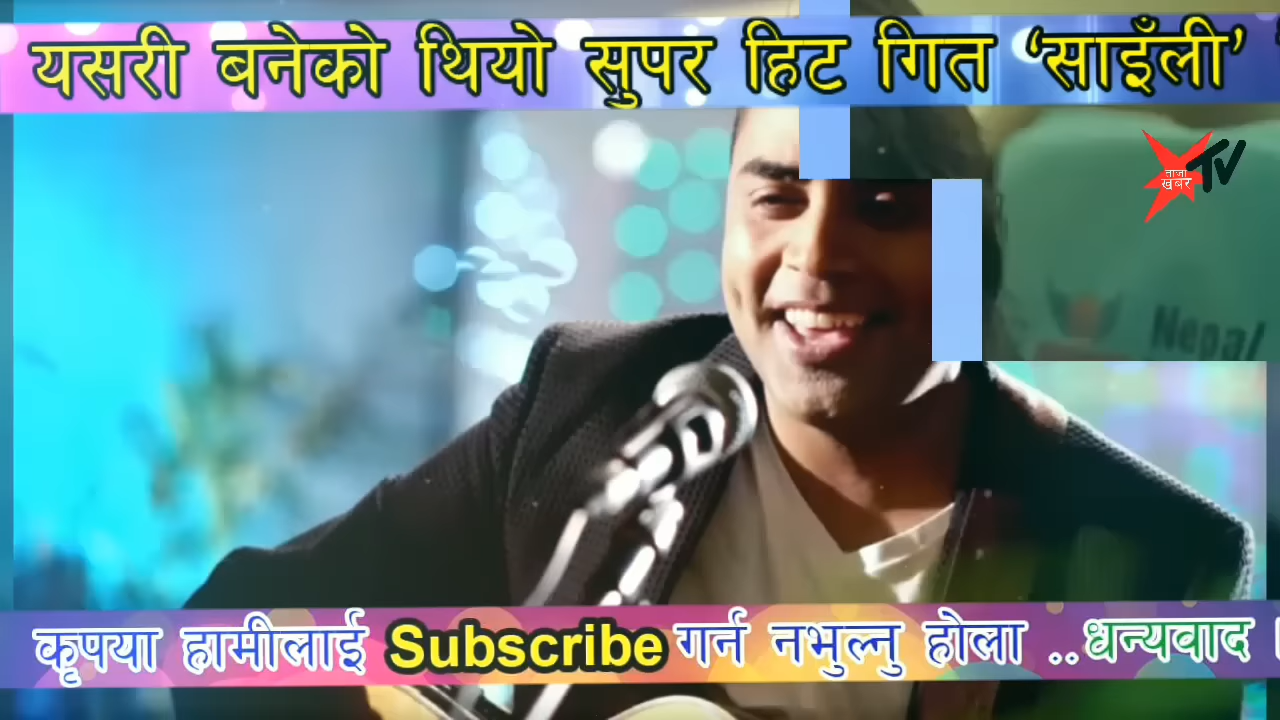 यसरी बनेको थियो सुपर हिट गित ‘साइँली’
ताजा
खबर TV
Nepal
कृपया हामीलाई Subscribe गर्न नभुल्नु होला ..धन्यवाद